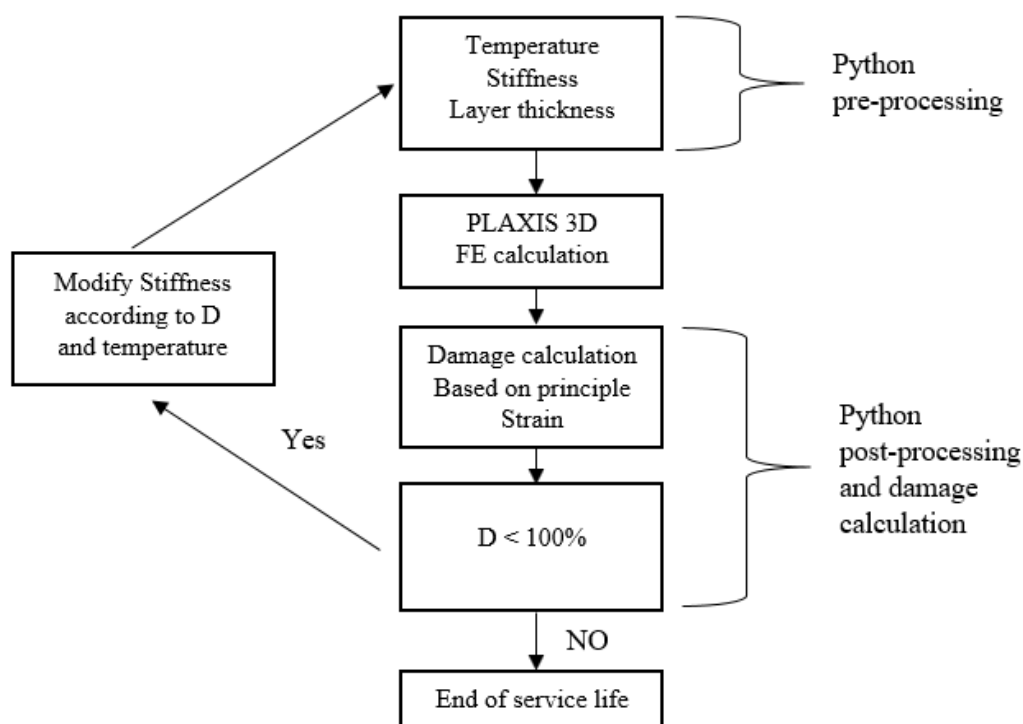 Temperature
Stiffness
Layer thickness
Python
pre-processing
PLAXIS 3D
FE calculation
Modify Stiffness
according to D
and temperature
Damage calculation
Based on principle
Strain
Yes
Python
post-processing
and damage
calculation
D < 100%
NO
End of service life